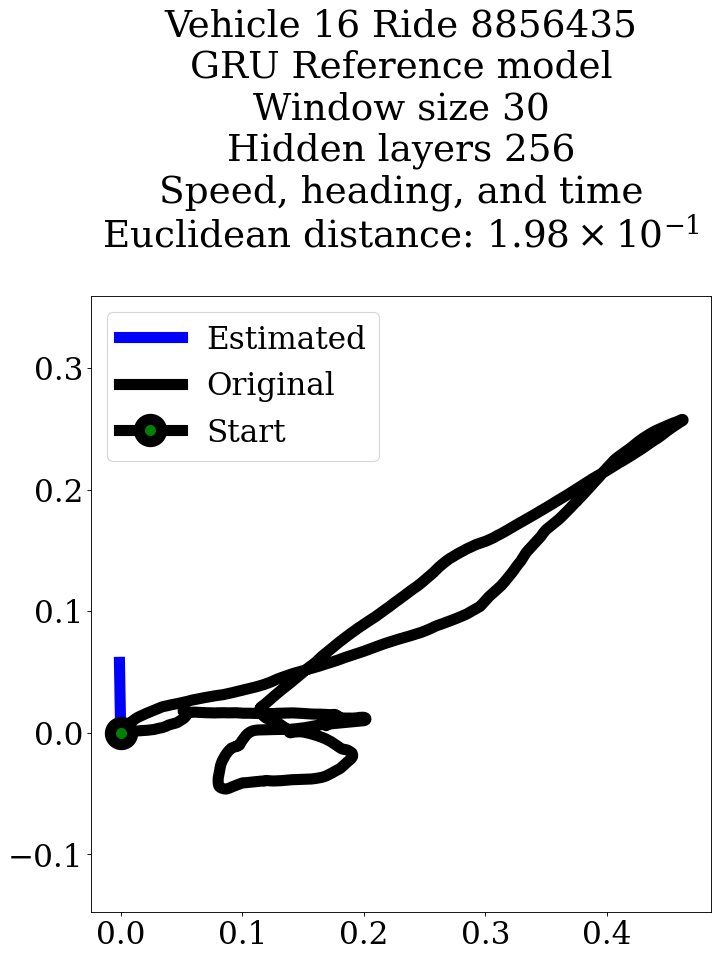 Vehicle 16 Ride 8856435
GRU Reference model
Window size 30
Hidden layers 256
Speed, heading, and time
Euclidean distance: 1.98 × 10⁻¹
Estimated
Original
Start
0.3
0.2
0.1
0.0
−0.1
0.0 0.1 0.2 0.3 0.4